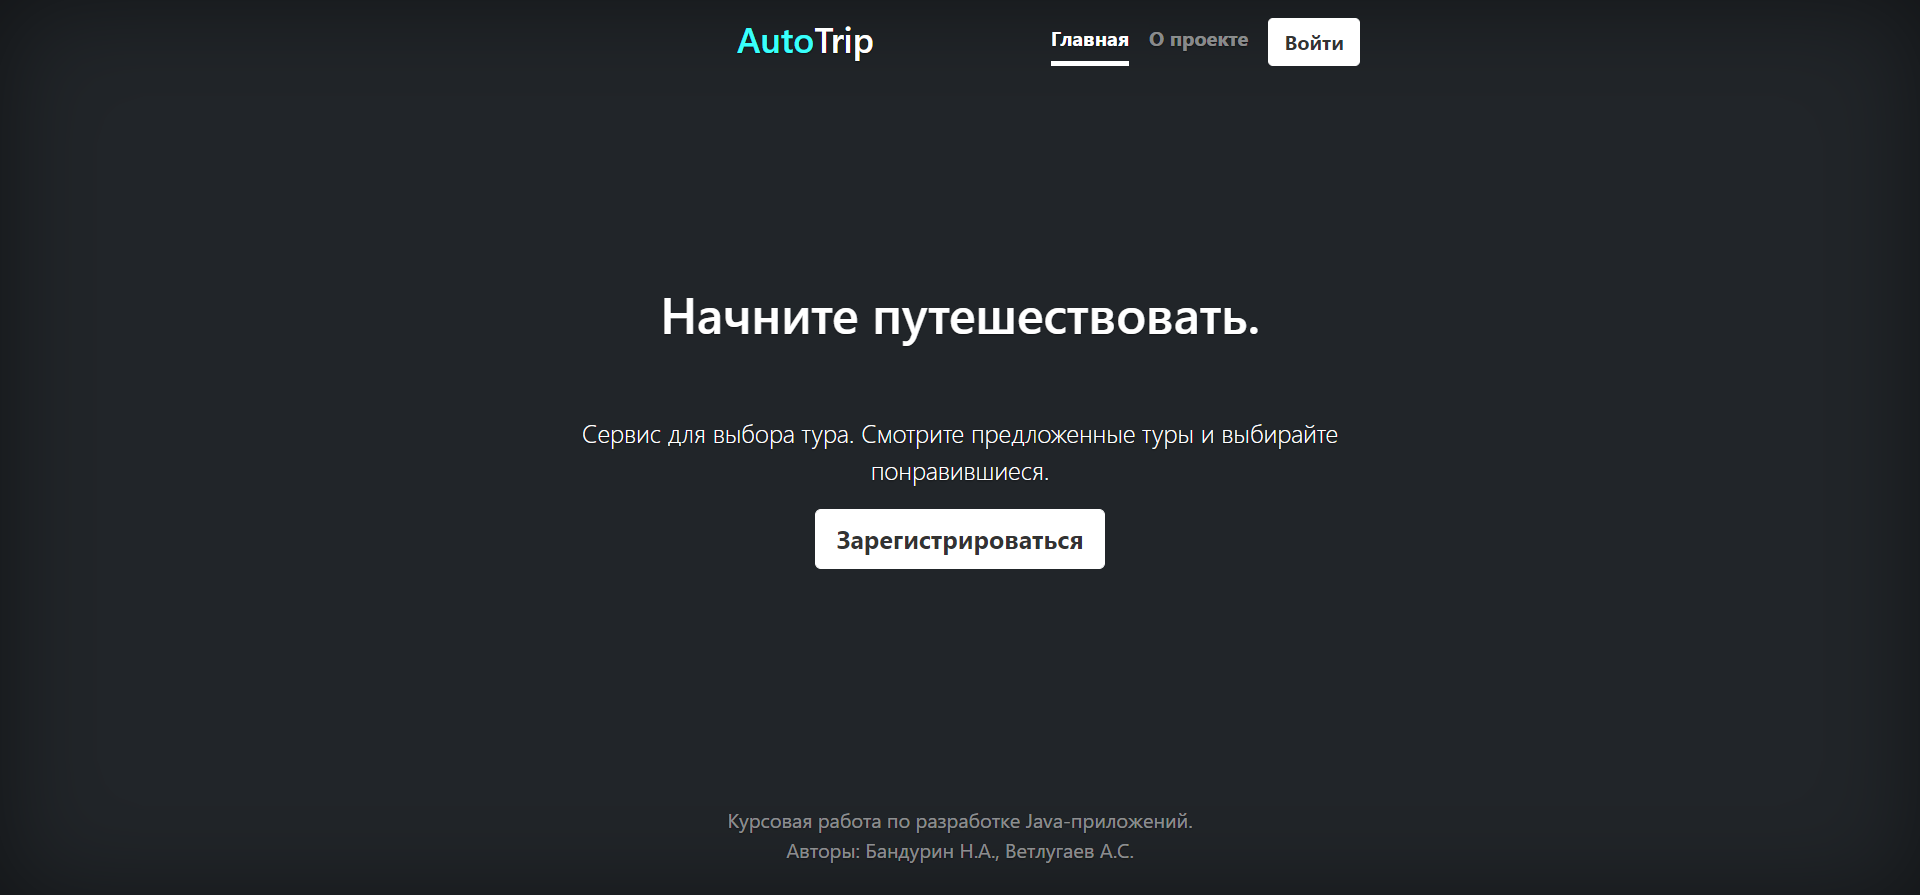 AutoTrip
Главная
О проекте
Войти
Начните путешествовать.
Сервис для выбора тура. Смотрите предложенные туры и выбирайте
понравившиеся.
Зарегистрироваться
Курсовая работа по разработке Java-приложений.
Авторы: Бандурин Н.А., Ветлугаев А.С.